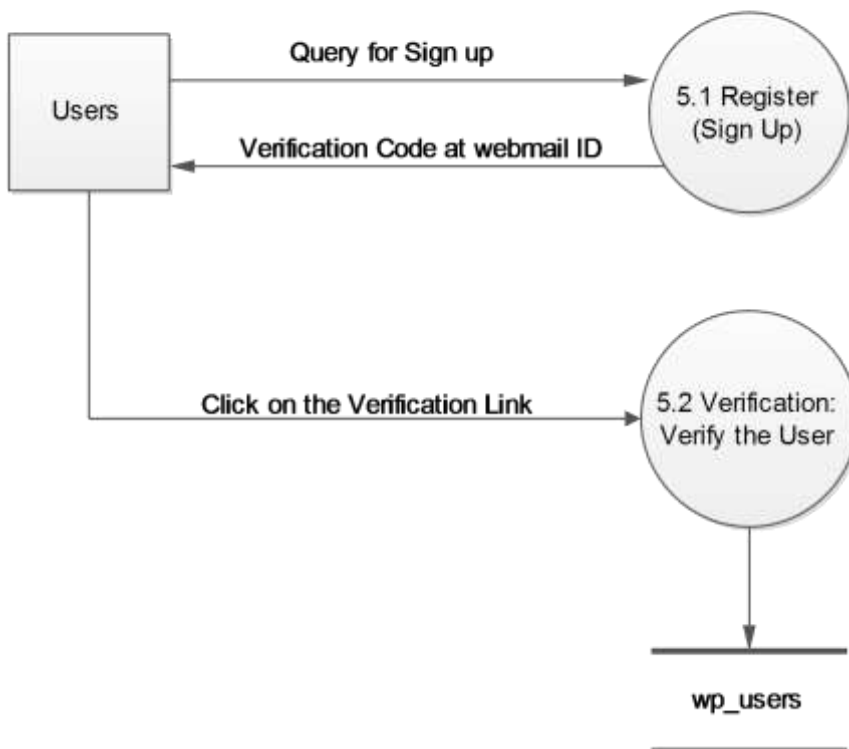 Query for Sign up
Users
5.1 Register
(Sign Up)
Verification Code at webmail ID
Click on the Verification Link
5.2 Verification:
Verify the User
wp_users